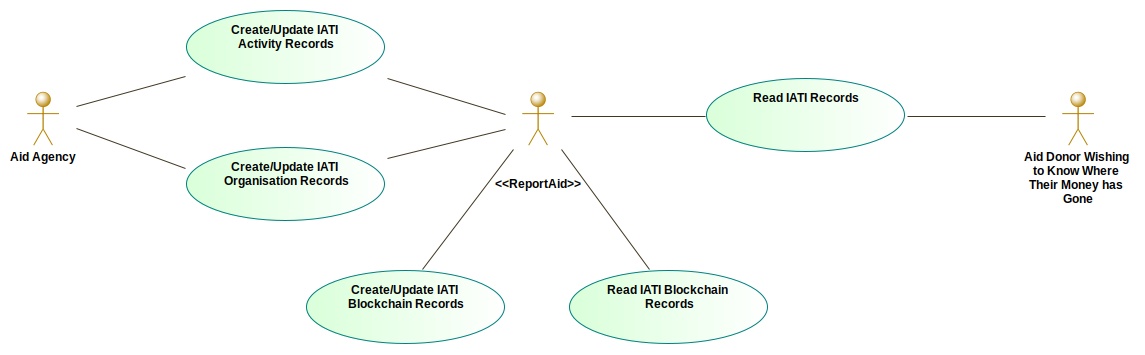 Create/Update IATI
Activity Records
Read IATI Records
Aid Agency
Create/Update IATI
Organisation Records
<<ReportAid>>
Aid Donor Wishing
to Know Where
Their Money has
Gone
Create/Update IATI
Blockchain Records
Read IATI Blockchain
Records